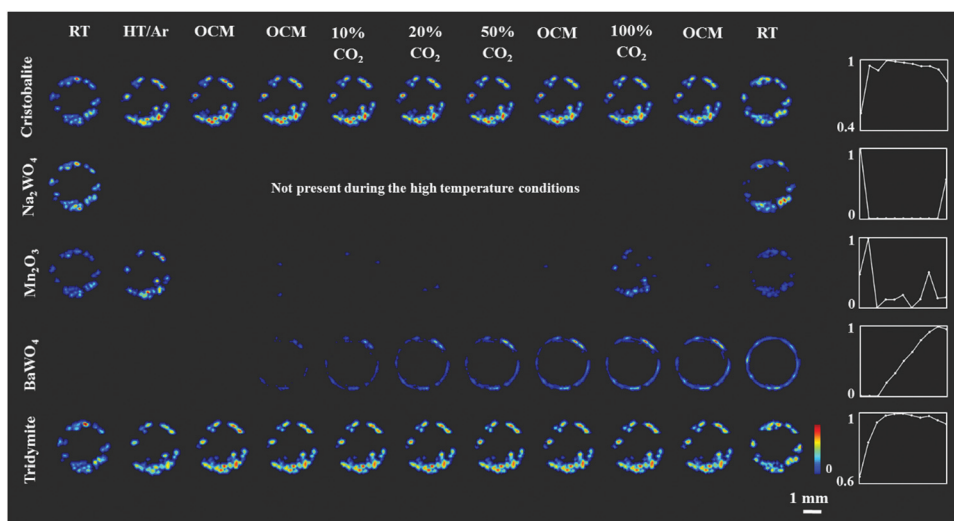 RT HT/Ar OCM OCM 10% CO₂ 20% CO₂ 50% CO₂ OCM 100% CO₂ OCM RT
Cristobalite
1
0.4
Na₂WO₄
Not present during the high temperature conditions
1
0
Mn₂O₃
1
0
BaWO₄
1
0
Tridymite
0
1
0.6
1 mm